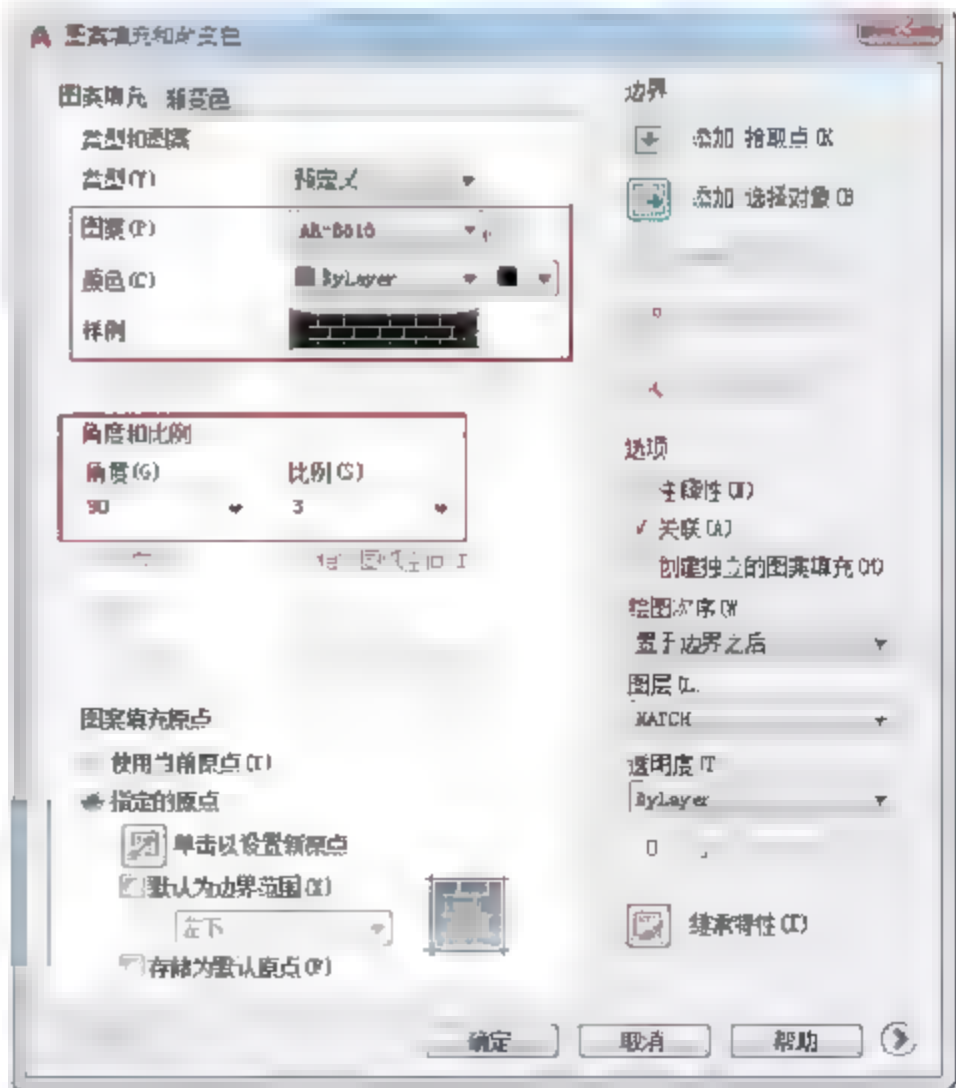 图案填充和渐变色
图案填充 渐变色
类型和图案
类型(Y) 预定义
图案(P)
颜色(C) ByLayer
样例
角度和比例
角度(G) 比例(S)
90 3
图案填充原点
使用当前原点(T)
指定的原点
单击以设置新原点
默认为边界范围(X)
左下
存储为默认原点(F)
边界
添加 拾取点(K
添加 选择对象(B
选项
注释性(N)
关联(A)
创建独立的图案填充(H)
绘图次序(W
置于边界之后
图层(L.
HATCH
透明度(T
ByLayer
0
继承特性(I)
确定 取消 帮助